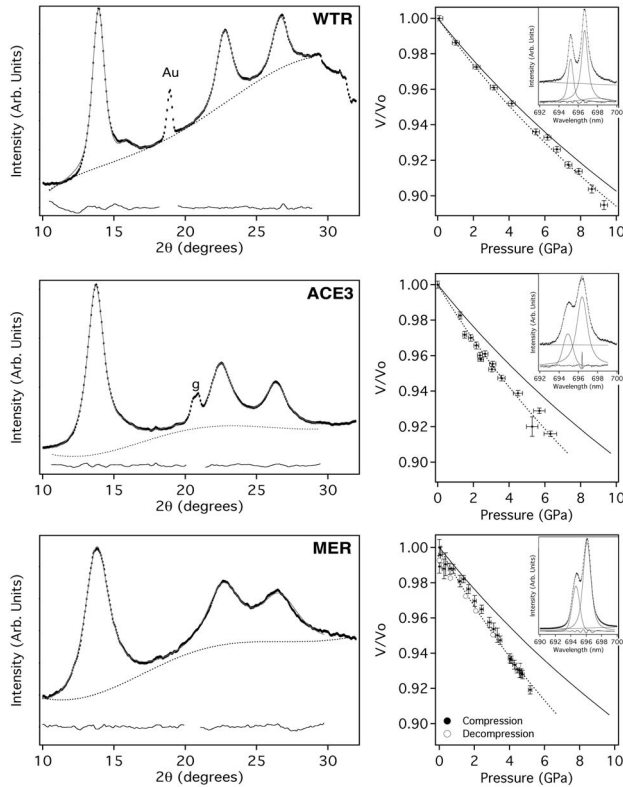 WTR
Au
Intensity (Arb. Units)
10 15 20 25 30
2θ (degrees)
V/Vo
1.00
0.98
0.96
0.94
0.92
0.90
0 2 4 6 8 10
Pressure (GPa)
Intensity (Arb. Units)
692 694 696 698 700
Wavelength (nm)
ACE3
g
Intensity (Arb. Units)
10 15 20 25 30
2θ (degrees)
V/Vo
1.00
0.98
0.96
0.94
0.92
0.90
0 2 4 6 8 10
Pressure (GPa)
Intensity (Arb. Units)
692 694 696 698 700
Wavelength (nm)
MER
Intensity (Arb. Units)
10 15 20 25 30
2θ (degrees)
V/Vo
1.00
0.98
0.96
0.94
0.92
0.90
Compression
Decompression
0 2 4 6 8 10
Pressure (GPa)
Intensity (Arb. Units)
690 692 694 696 698 700
Wavelength (nm)